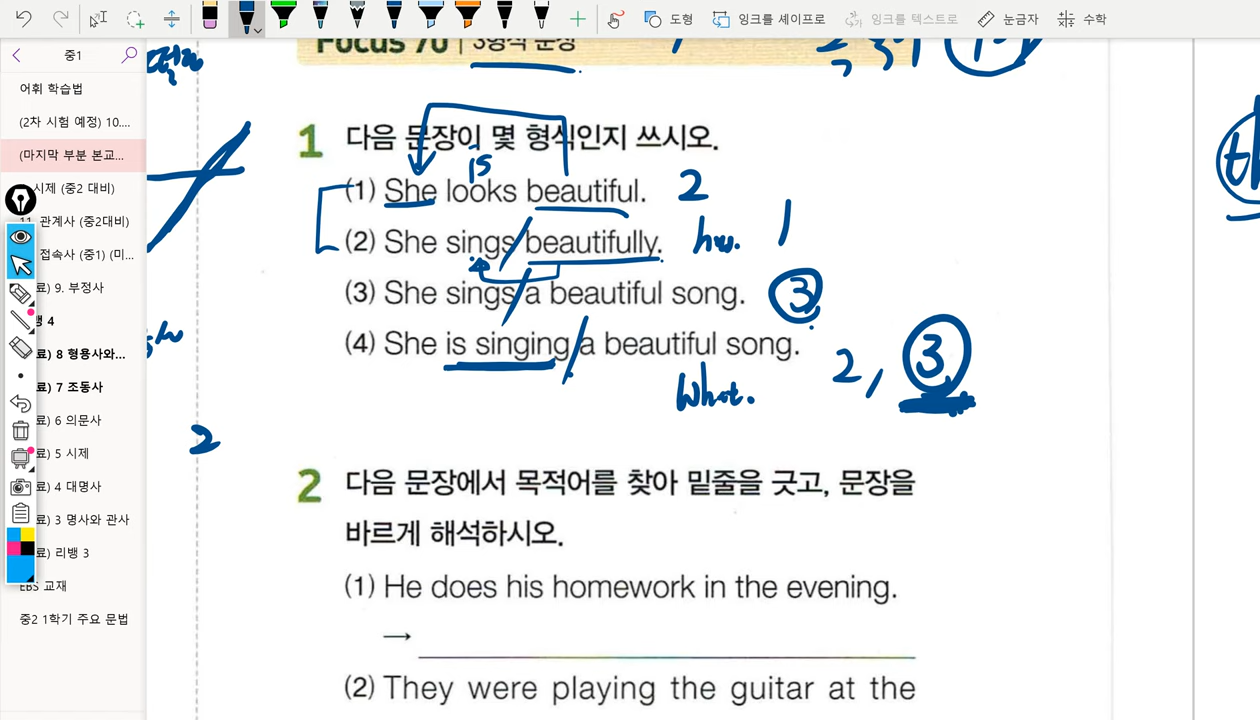 도형
잉크를 셰이프로
잉크를 텍스트로
눈금자
수학
중1
어휘 학습법
(2차 시험 예정) 10....
(마지막 부분 본교...
시제 (중2 대비)
관계사 (중2대비)
접속사 (중1) (미...
료) 9. 부정사
뱅 4
료) 8 형용사와...
료) 7 조동사
료) 6 의문사
료) 5 시제
료) 4 대명사
료) 3 명사와 관사
료) 리뱅 3
EBS 교재
중2 1학기 주요 문법
Focus 70 | 3형식 문장
1 다음 문장이 몇 형식인지 쓰시오.
is
(1) She looks beautiful. 2
(2) She sings / beautifully. how. 1
(3) She sings / a beautiful song. 3
(4) She is singing / a beautiful song. 2, 3
What.
2
2 다음 문장에서 목적어를 찾아 밑줄을 긋고, 문장을
바르게 해석하시오.
(1) He does his homework in the evening.
→
(2) They were playing the guitar at the